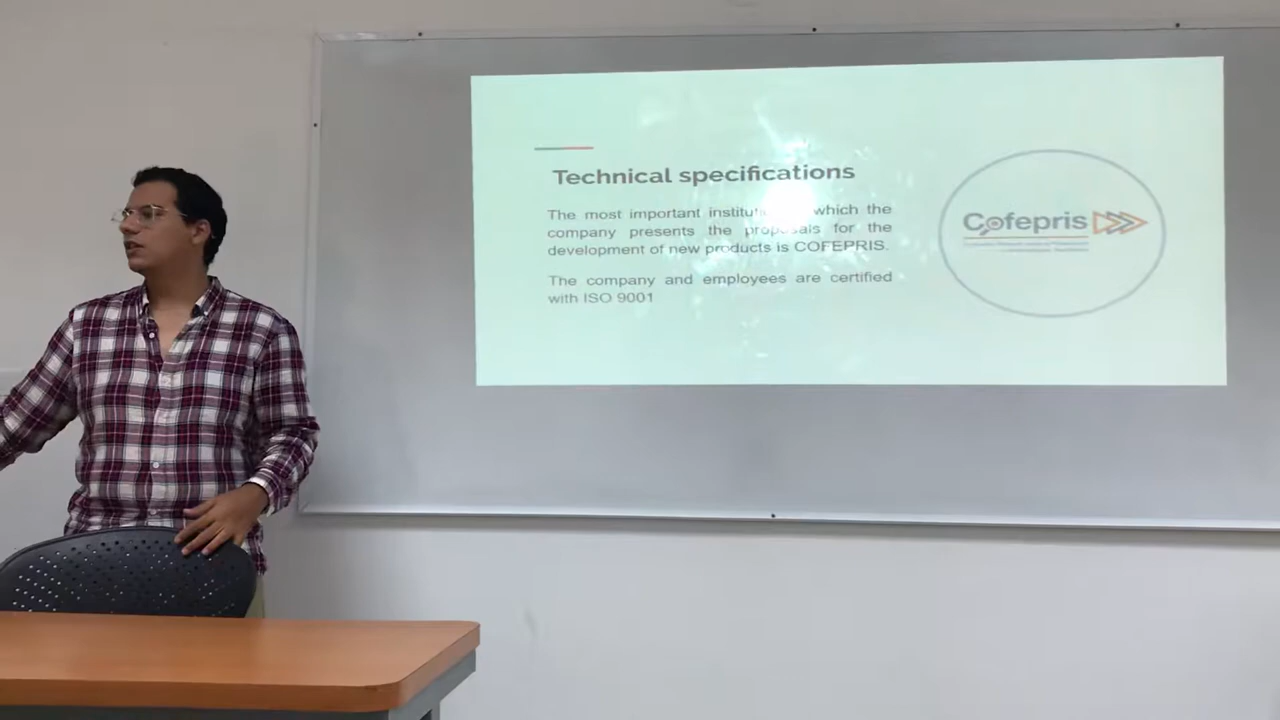 Technical specifications
The most important which the
company presents the proposals for the
development of new products is COFEPRIS.
The company and employees are certified
with ISO 9001
Cofepris